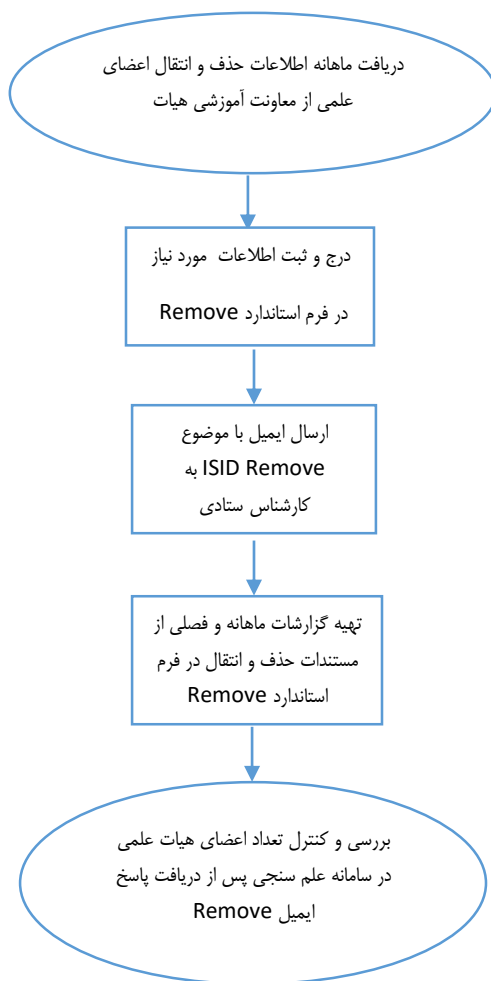 دریافت ماهانه اطلاعات حذف و انتقال اعضای
علمی از معاونت آموزشی هیات
درج و ثبت اطلاعات مورد نیاز
در فرم استاندارد Remove
ارسال ایمیل با موضوع
ISID Remove به
کارشناس ستادی
تهیه گزارشات ماهانه و فصلی از
مستندات حذف و انتقال در فرم
استاندارد Remove
بررسی و کنترل تعداد اعضای هیات علمی
در سامانه علم سنجی پس از دریافت پاسخ
ایمیل Remove